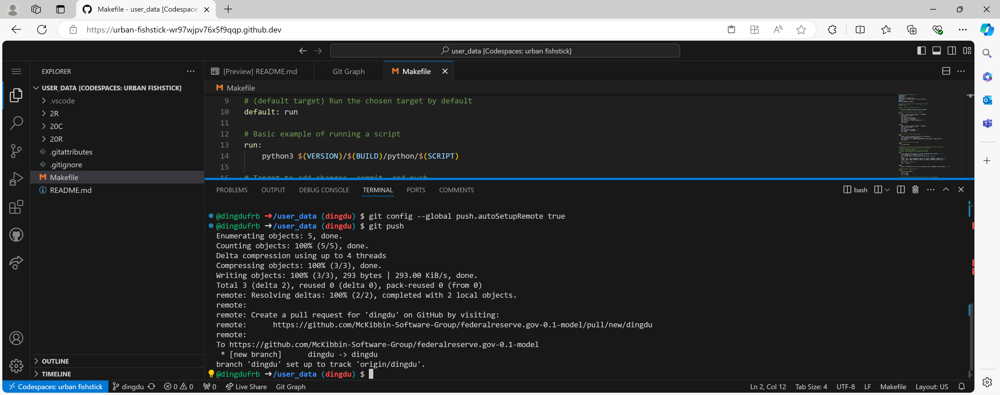 Makefile - user_data [Codespaces
https://urban-fishstick-wr97wjpv76x5f9qqp.github.dev
user_data [Codespaces: urban fishstick]
EXPLORER
[Preview] README.md
Git Graph
Makefile
USER_DATA [CODESPACES: URBAN FISHSTICK]
.vscode
2R
20C
20R
.gitattributes
.gitignore
Makefile
README.md
OUTLINE
TIMELINE
Makefile
9 # (default target) Run the chosen target by default
10 default: run
11
12 # Basic example of running a script
13 run:
14 python3 $(VERSION)/$(BUILD)/python/$(SCRIPT)
15
16 # Target to add changes, commit, and push
PROBLEMS OUTPUT DEBUG CONSOLE TERMINAL PORTS COMMENTS
bash
@dingdufrb ➜/user_data (dingdu) $ git config --global push.autoSetupRemote true
@dingdufrb ➜/user_data (dingdu) $ git push
Enumerating objects: 5, done.
Counting objects: 100% (5/5), done.
Delta compression using up to 4 threads
Compressing objects: 100% (3/3), done.
Writing objects: 100% (3/3), 293 bytes | 293.00 KiB/s, done.
Total 3 (delta 2), reused 0 (delta 0), pack-reused 0 (from 0)
remote: Resolving deltas: 100% (2/2), completed with 2 local objects.
remote:
remote: Create a pull request for 'dingdu' on GitHub by visiting:
remote:      https://github.com/McKibbin-Software-Group/federalreserve.gov-0.1-model/pull/new/dingdu
remote:
To https://github.com/McKibbin-Software-Group/federalreserve.gov-0.1-model
 * [new branch]      dingdu -> dingdu
branch 'dingdu' set up to track 'origin/dingdu'.
@dingdufrb ➜/user_data (dingdu) $
Codespaces: urban fishstick dingdu 0 0 0 Live Share Git Graph Ln 2, Col 12 Tab Size: 4 UTF-8 LF Makefile Layout: US